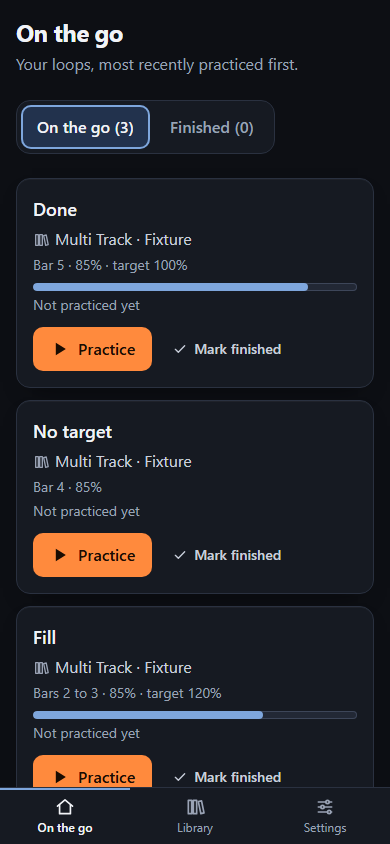 On the go
Your loops, most recently practiced first.
On the go (3)
Finished (0)
Done
Multi Track · Fixture
Bar 5 · 85% · target 100%
Not practiced yet
Practice
Mark finished
No target
Multi Track · Fixture
Bar 4 · 85%
Not practiced yet
Practice
Mark finished
Fill
Multi Track · Fixture
Bars 2 to 3 · 85% · target 120%
Not practiced yet
Practice
Mark finished
On the go
Library
Settings